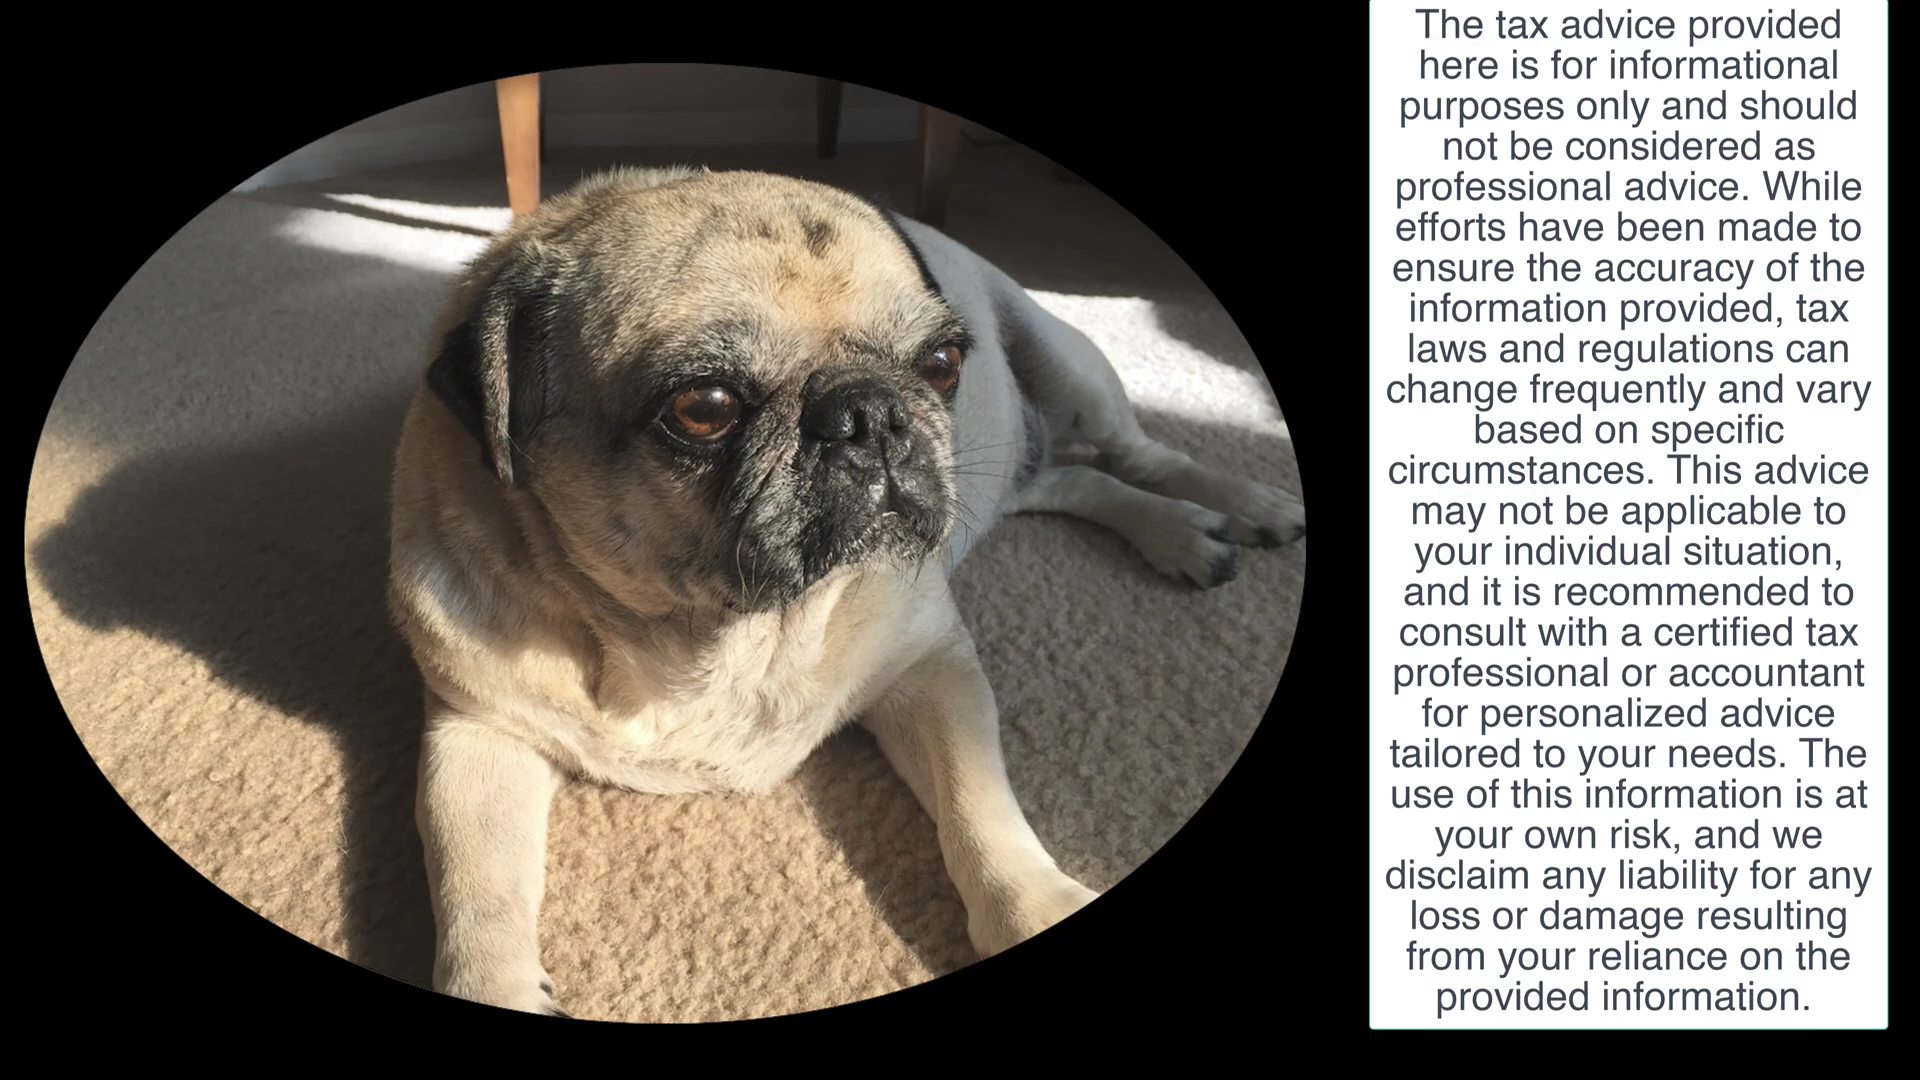 The tax advice provided
here is for informational
purposes only and should
not be considered as
professional advice. While
efforts have been made to
ensure the accuracy of the
information provided, tax
laws and regulations can
change frequently and vary
based on specific
circumstances. This advice
may not be applicable to
your individual situation,
and it is recommended to
consult with a certified tax
professional or accountant
for personalized advice
tailored to your needs. The
use of this information is at
your own risk, and we
disclaim any liability for any
loss or damage resulting
from your reliance on the
provided information.